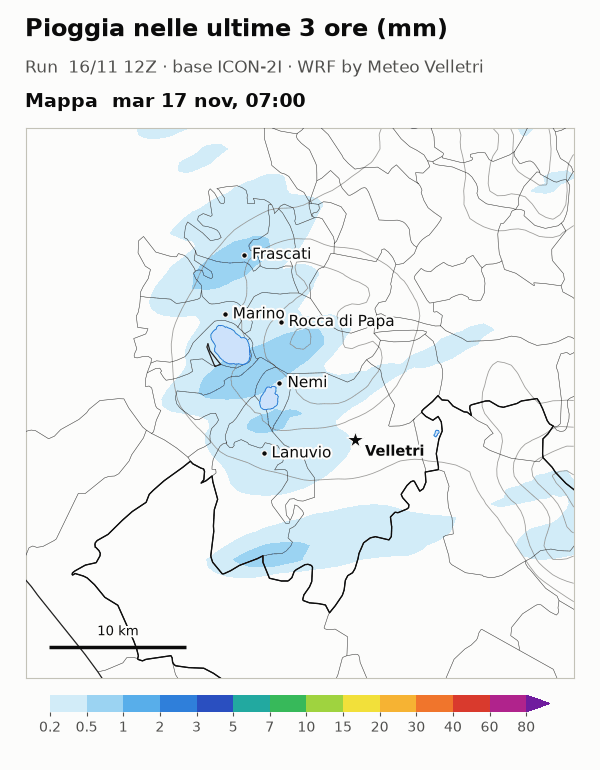 Pioggia nelle ultime 3 ore (mm)
Run  16/11 12Z · base ICON-2I · WRF by Meteo Velletri
Mappa  mar 17 nov, 07:00
Frascati
Marino
Rocca di Papa
Nemi
Velletri
Lanuvio
10 km
0.2 0.5 1 2 3 5 7 10 15 20 30 40 60 80